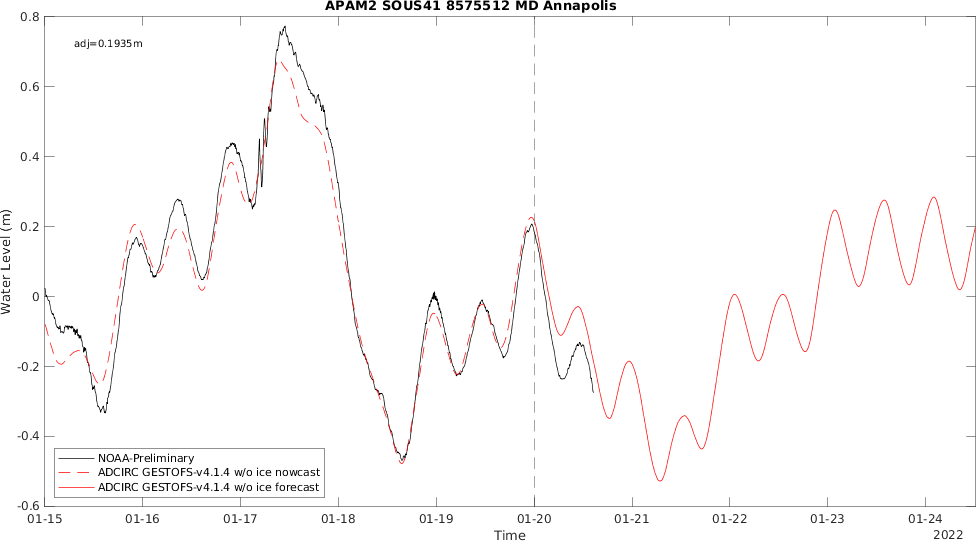 APAM2 SOUS41 8575512 MD Annapolis
adj=0.1935m
0.8
0.6
0.4
0.2
0
-0.2
-0.4
-0.6
Water Level (m)
NOAA-Preliminary
ADCIRC GESTOFS-v4.1.4 w/o ice nowcast
ADCIRC GESTOFS-v4.1.4 w/o ice forecast
01-15 01-16 01-17 01-18 01-19 01-20 01-21 01-22 01-23 01-24
Time
2022